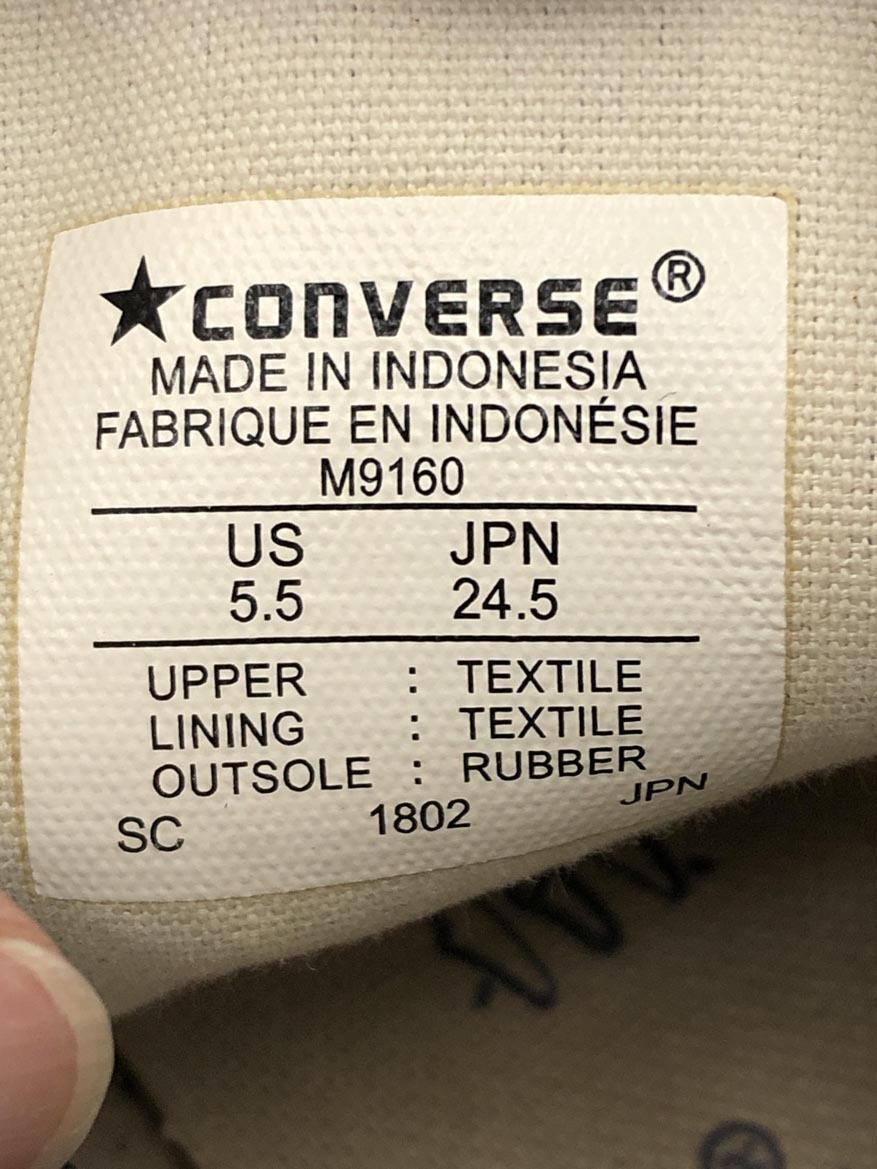 ★CONVERSE®
MADE IN INDONESIA
FABRIQUE EN INDONÉSIE
M9160
US JPN
5.5 24.5
UPPER : TEXTILE
LINING : TEXTILE
OUTSOLE : RUBBER
SC 1802 JPN